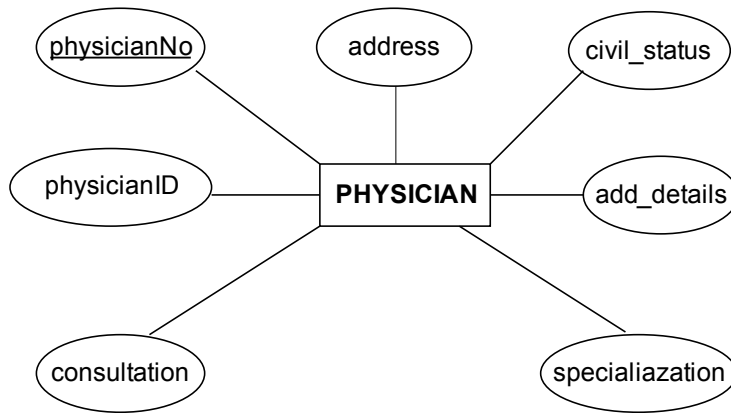 physicianNo
address
civil_status
physicianID
PHYSICIAN
add_details
consultation
specialiazation